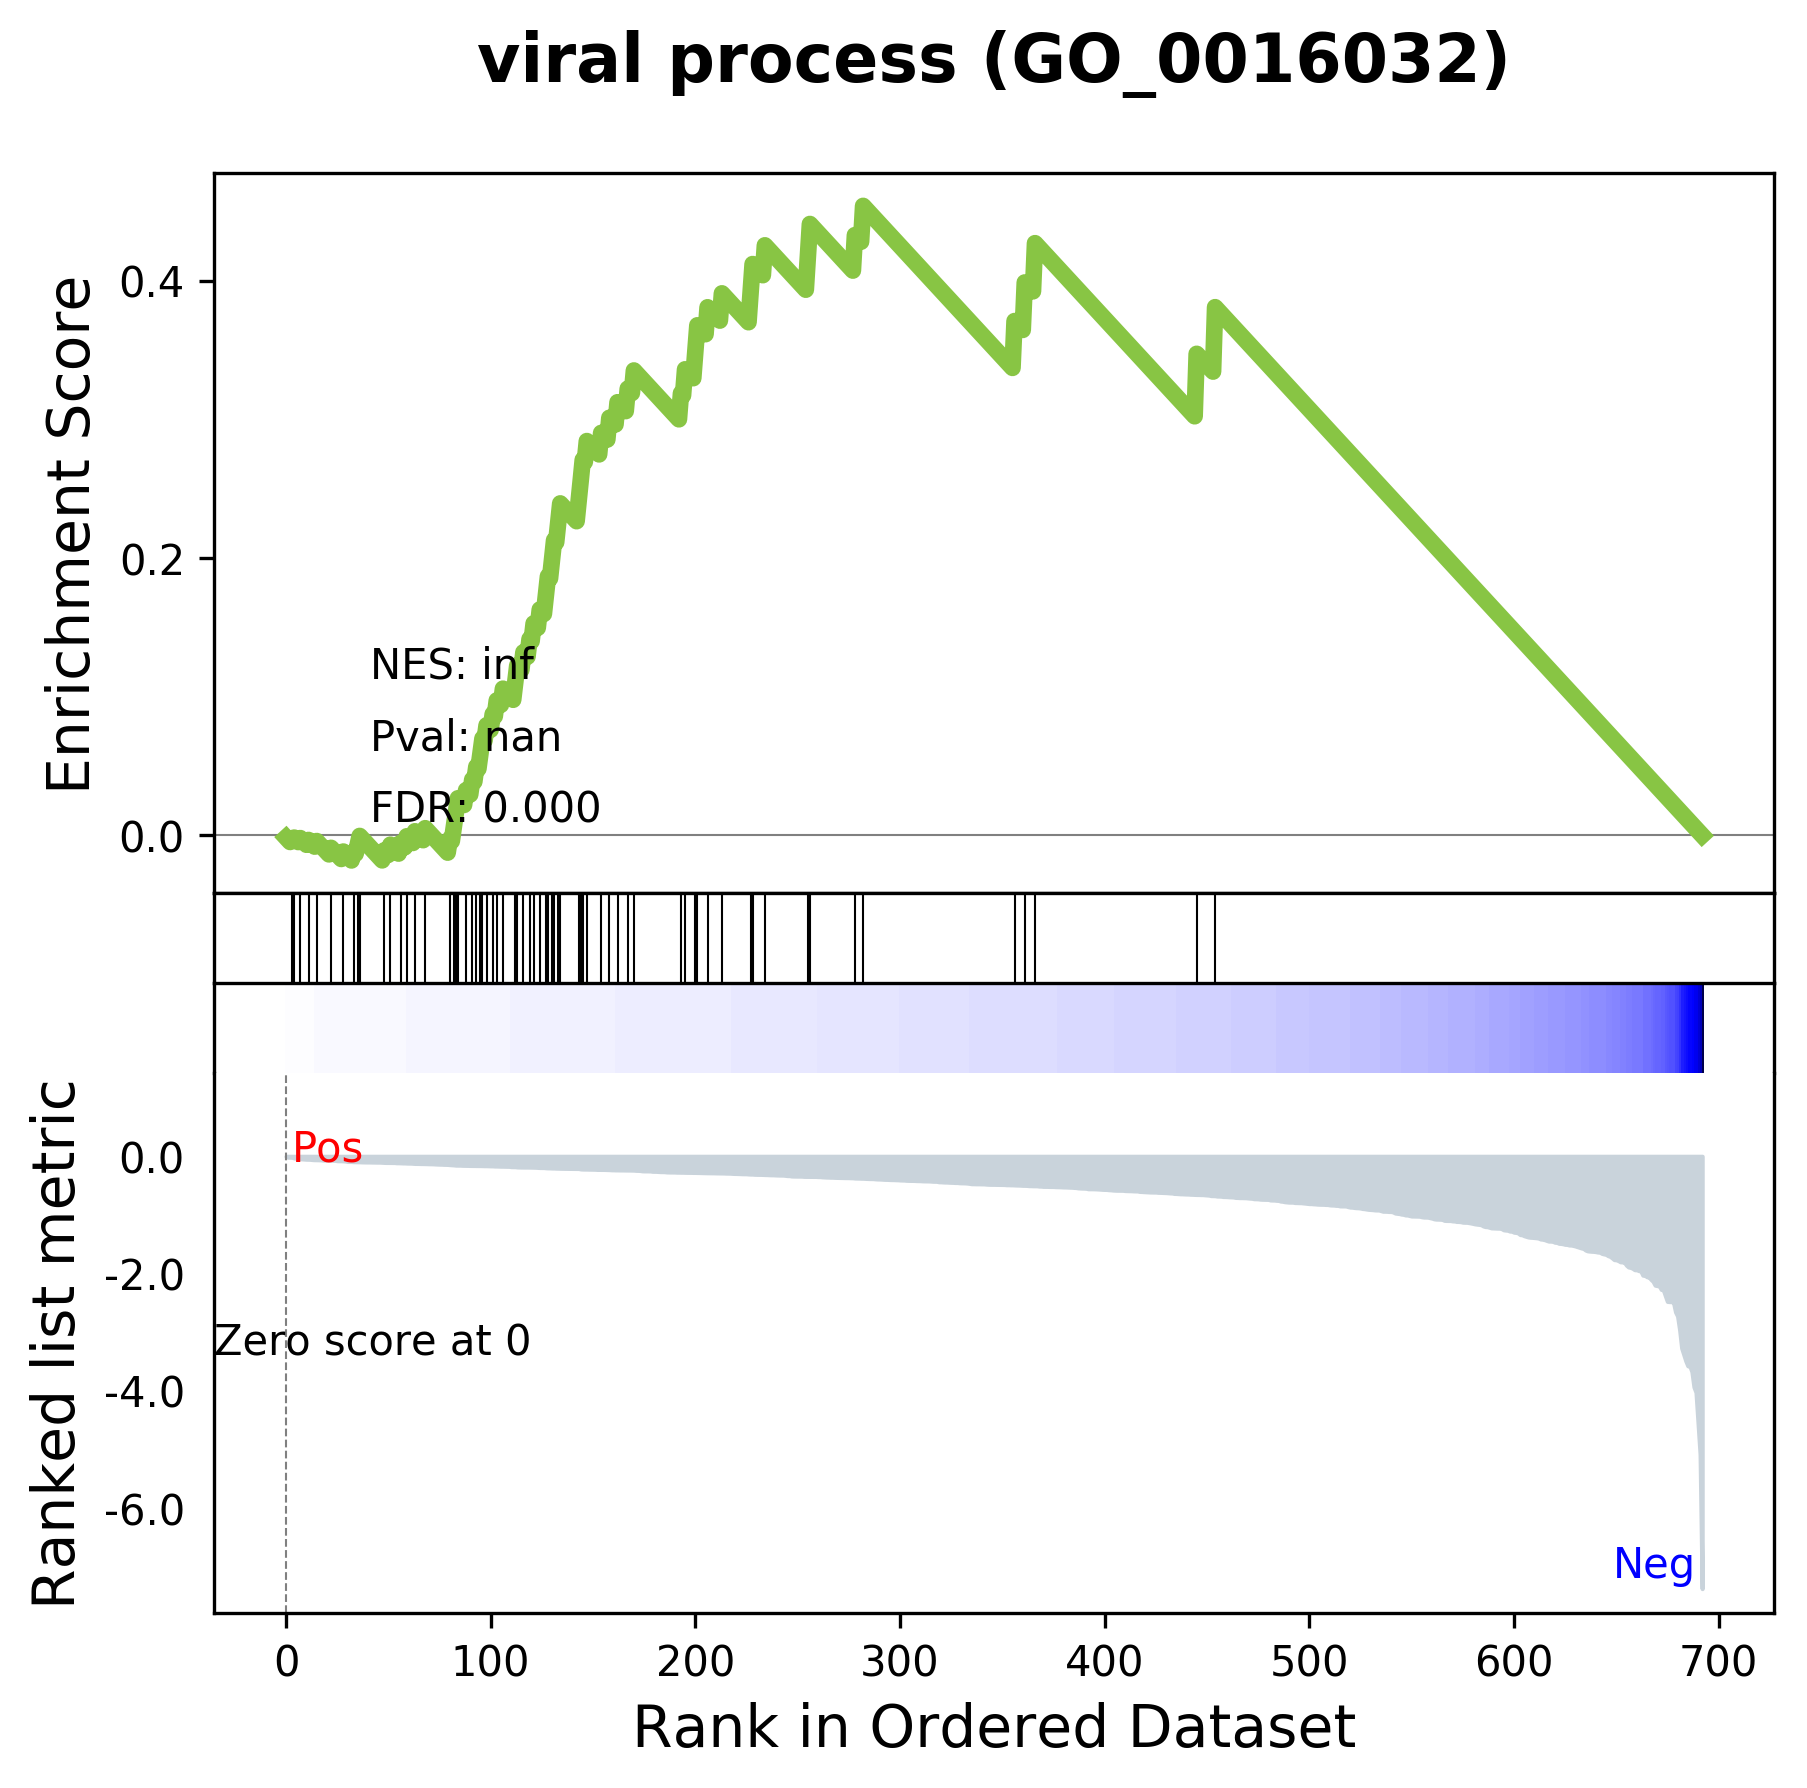 viral process (GO_0016032)
Enrichment Score
0.4
0.2
0.0
NES: inf
Pval: nan
FDR: 0.000
Ranked list metric
0.0
-2.0
-4.0
-6.0
Pos
Zero score at 0
Neg
0 100 200 300 400 500 600 700
Rank in Ordered Dataset